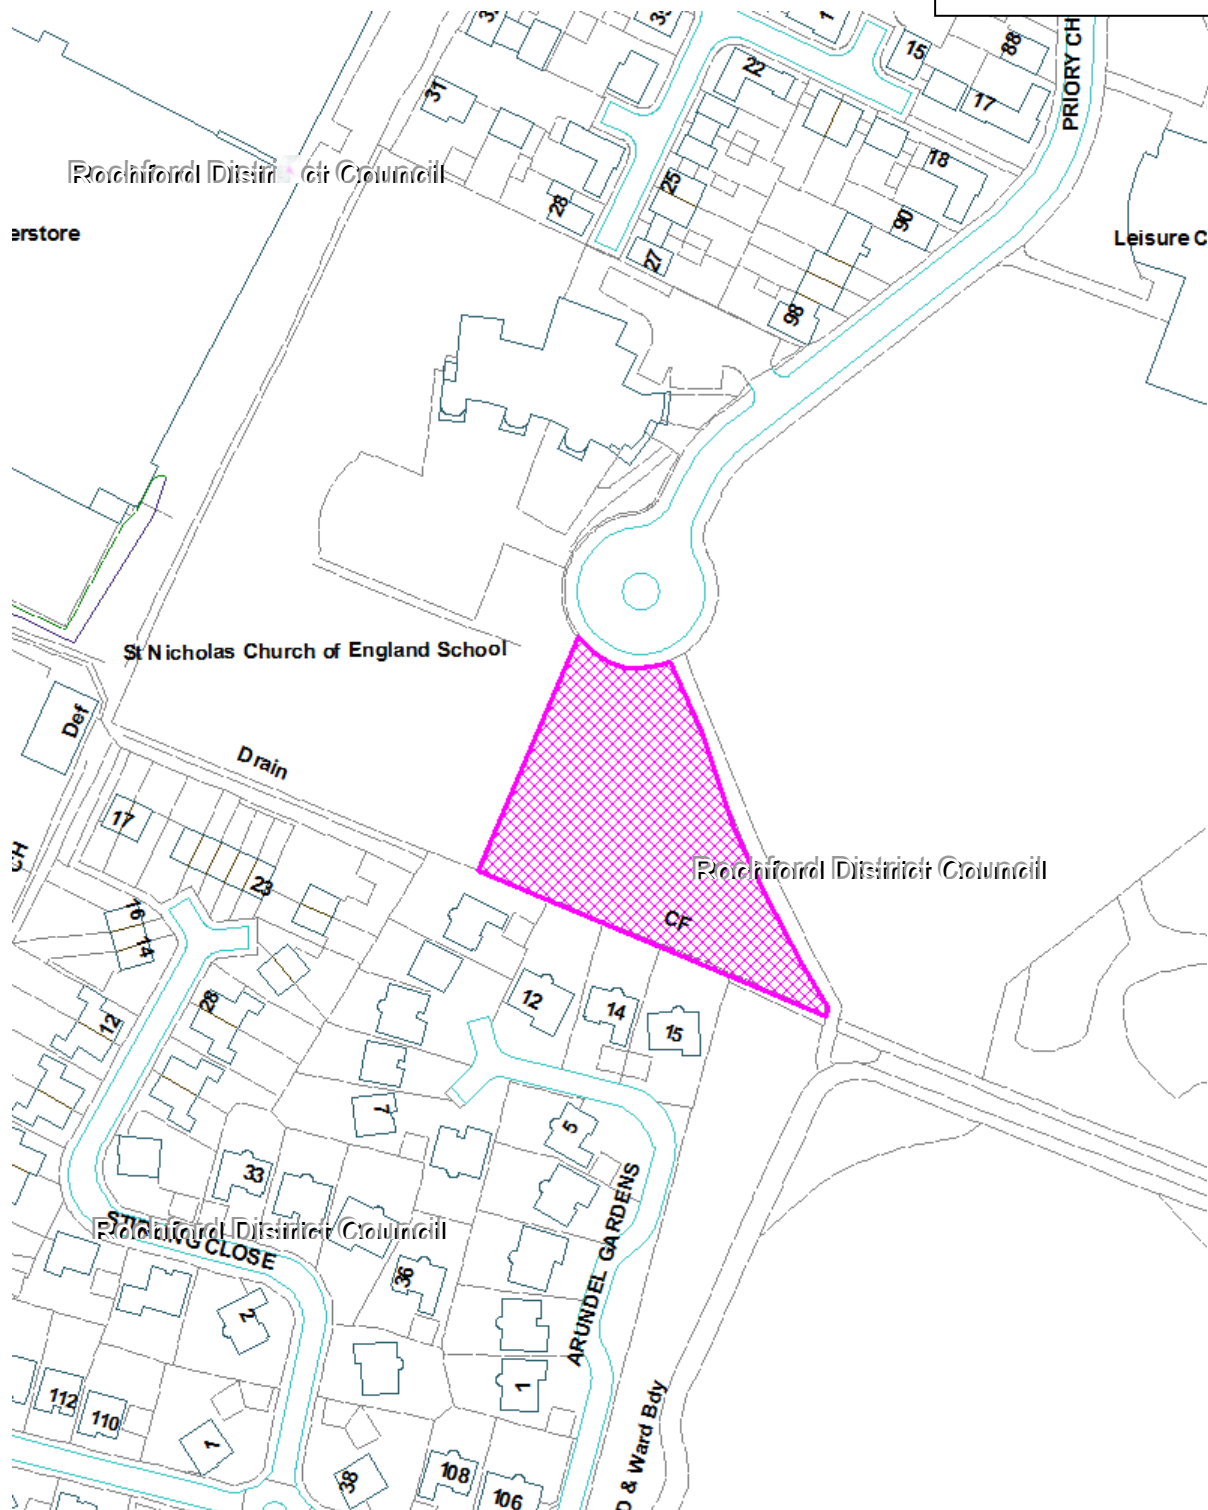 31
22
15
88
17
PRIORY CH
18
Rochford District Council
25
28
90
erstore
27
Leisure C
98
St Nicholas Church of England School
Def
Drain
17
CH
Rochford District Council
23
16
14
CF
12
28
12
14
15
7
5
33
Rochford District Council
STIRLING CLOSE
ARUNDEL GARDENS
36
2
1
112
110
1
108
38
106
D & Ward Bdy